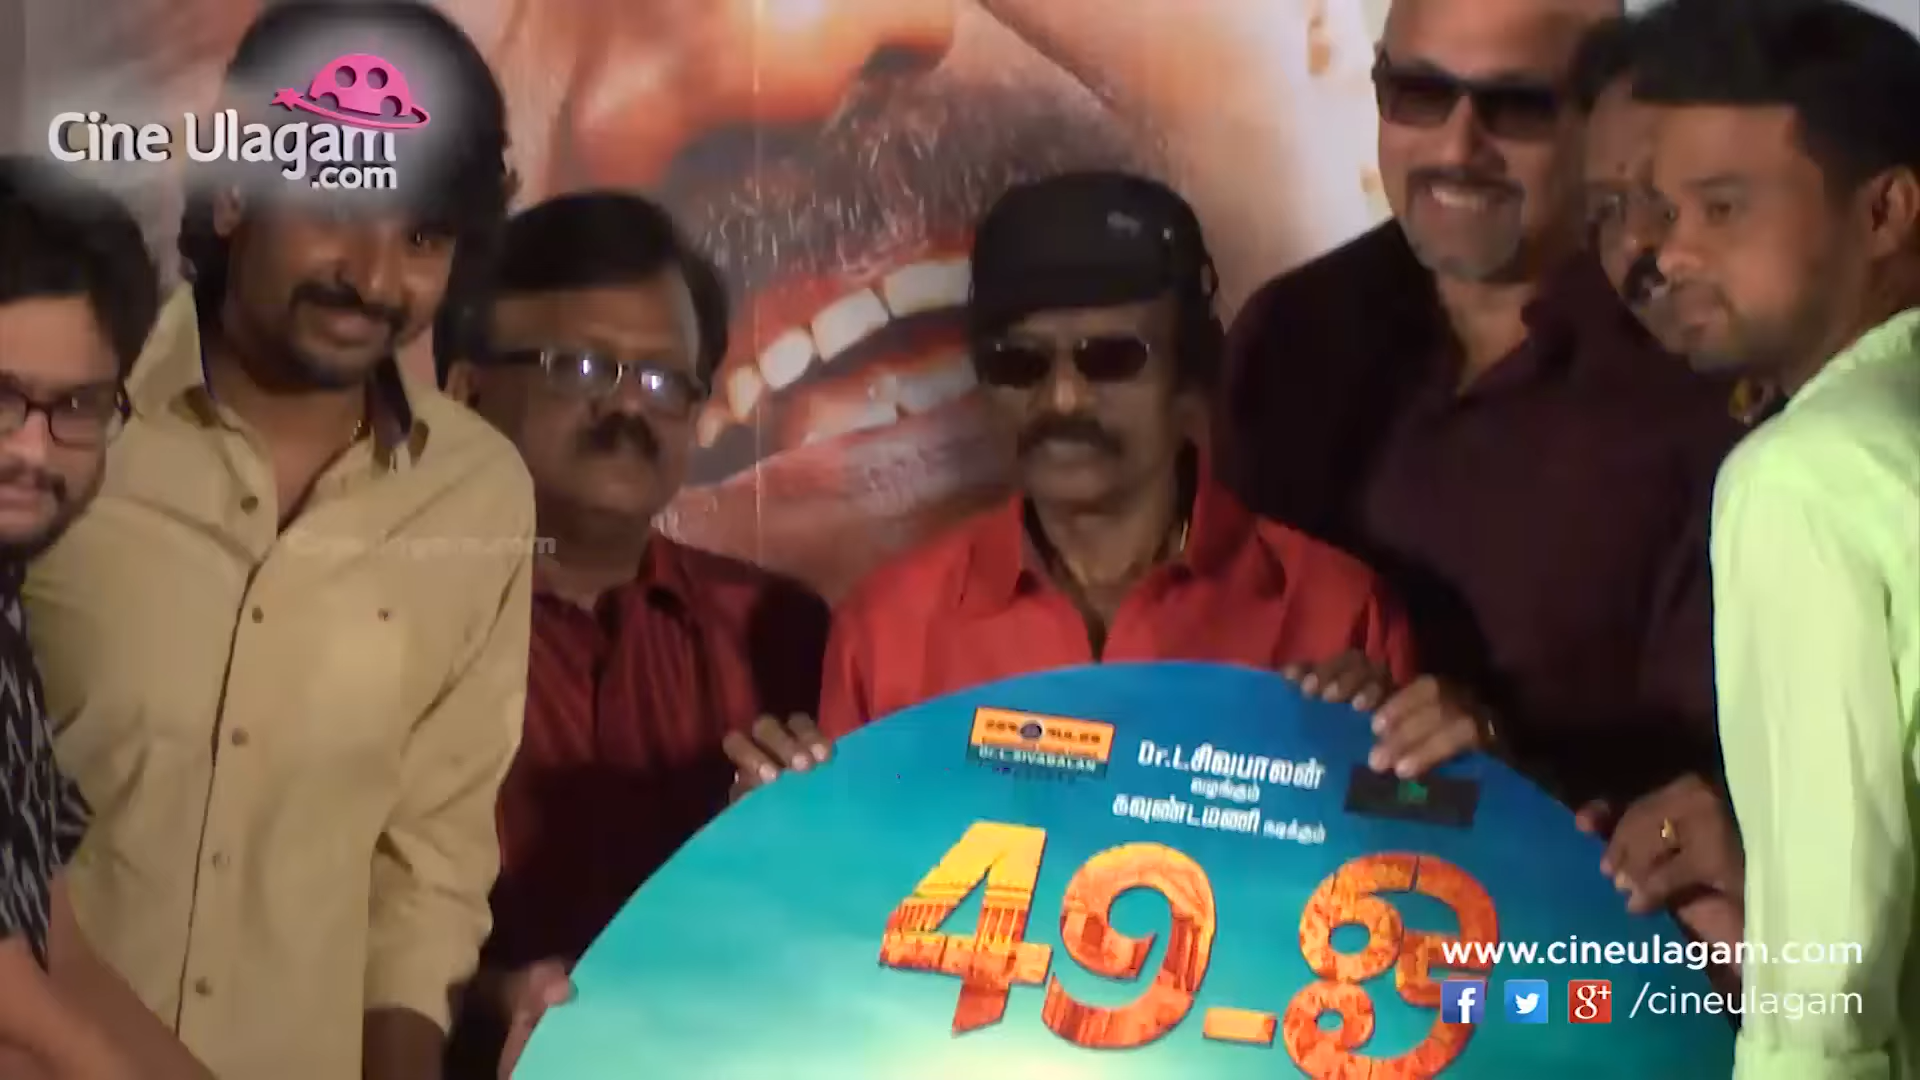 Cine Ulagam
.com
Dr.L.SIVABALAN
Dr.L.சிவபாலன்
வழங்கும்
கவுண்டமணி நடிக்கும்
49-ஓ
www.cineulagam.com
/cineulagam